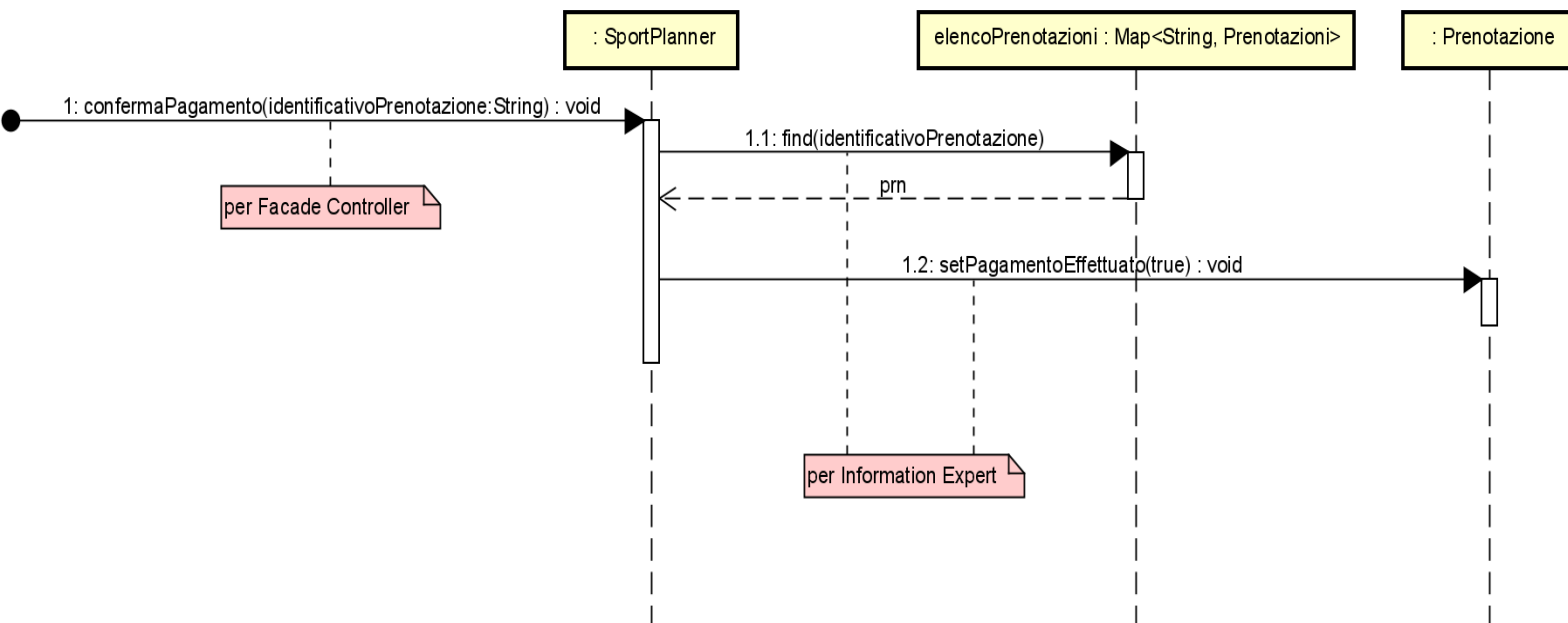 : SportPlanner
elencoPrenotazioni : Map<String, Prenotazioni>
: Prenotazione
1: confermaPagamento(identificativoPrenotazione:String) : void
1.1: find(identificativoPrenotazione)
prn
per Facade Controller
1.2: setPagamentoEffettuato(true) : void
per Information Expert